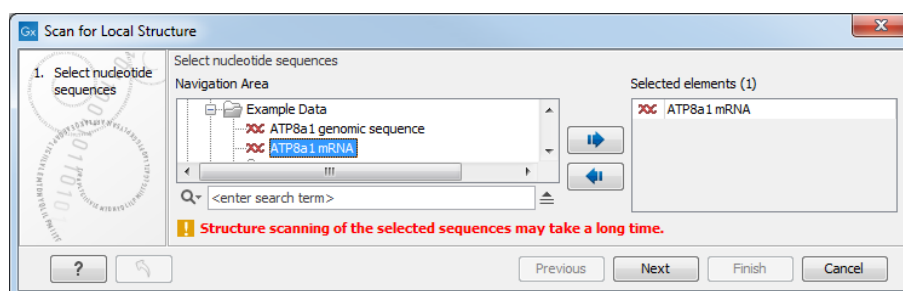 Gx Scan for Local Structure
1. Select nucleotide
sequences
Select nucleotide sequences
Navigation Area
Example Data
ATP8a1 genomic sequence
ATP8a1 mRNA
<enter search term>
Structure scanning of the selected sequences may take a long time.
Selected elements (1)
ATP8a1 mRNA
?
Previous
Next
Finish
Cancel